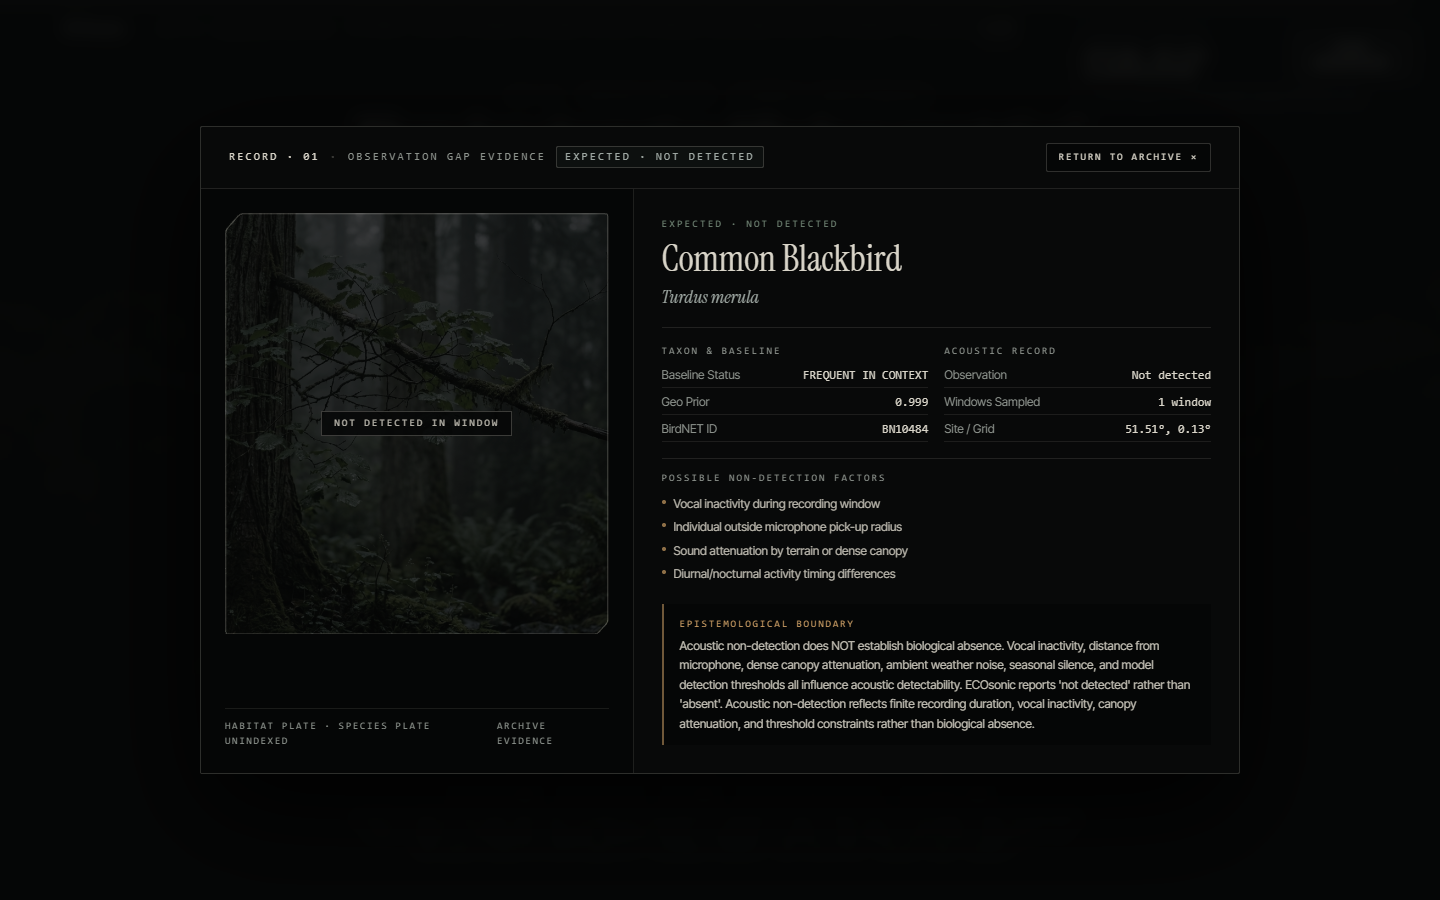 RECORD · 01 · OBSERVATION GAP EVIDENCE EXPECTED · NOT DETECTED
RETURN TO ARCHIVE ×
NOT DETECTED IN WINDOW
HABITAT PLATE · SPECIES PLATE UNINDEXED
ARCHIVE EVIDENCE
EXPECTED · NOT DETECTED
Common Blackbird
Turdus merula
TAXON & BASELINE
Baseline Status FREQUENT IN CONTEXT
Geo Prior 0.999
BirdNET ID BN10484
ACOUSTIC RECORD
Observation Not detected
Windows Sampled 1 window
Site / Grid 51.51°, 0.13°
POSSIBLE NON-DETECTION FACTORS
• Vocal inactivity during recording window
• Individual outside microphone pick-up radius
• Sound attenuation by terrain or dense canopy
• Diurnal/nocturnal activity timing differences
EPISTEMOLOGICAL BOUNDARY
Acoustic non-detection does NOT establish biological absence. Vocal inactivity, distance from
microphone, dense canopy attenuation, ambient weather noise, seasonal silence, and model
detection thresholds all influence acoustic detectability. ECOsonic reports 'not detected' rather than
'absent'. Acoustic non-detection reflects finite recording duration, vocal inactivity, canopy
attenuation, and threshold constraints rather than biological absence.